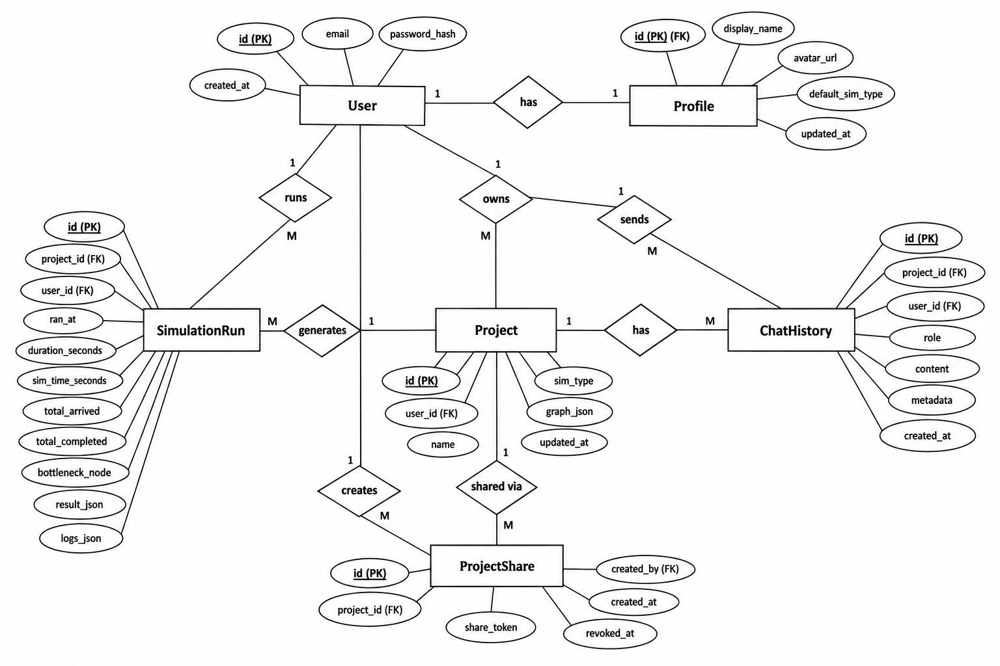 id (PK)
email
password_hash
created_at
User
1
has
1
id (PK) (FK)
display_name
avatar_url
default_sim_type
updated_at
Profile
1
runs
M
1
owns
M
1
sends
M
id (PK)
project_id (FK)
user_id (FK)
ran_at
duration_seconds
sim_time_seconds
total_arrived
total_completed
bottleneck_node
result_json
logs_json
SimulationRun
M
generates
1
Project
1
has
M
ChatHistory
id (PK)
project_id (FK)
user_id (FK)
role
content
metadata
created_at
id (PK)
user_id (FK)
name
sim_type
graph_json
updated_at
1
creates
M
1
shared via
M
ProjectShare
id (PK)
project_id (FK)
share_token
created_by (FK)
created_at
revoked_at